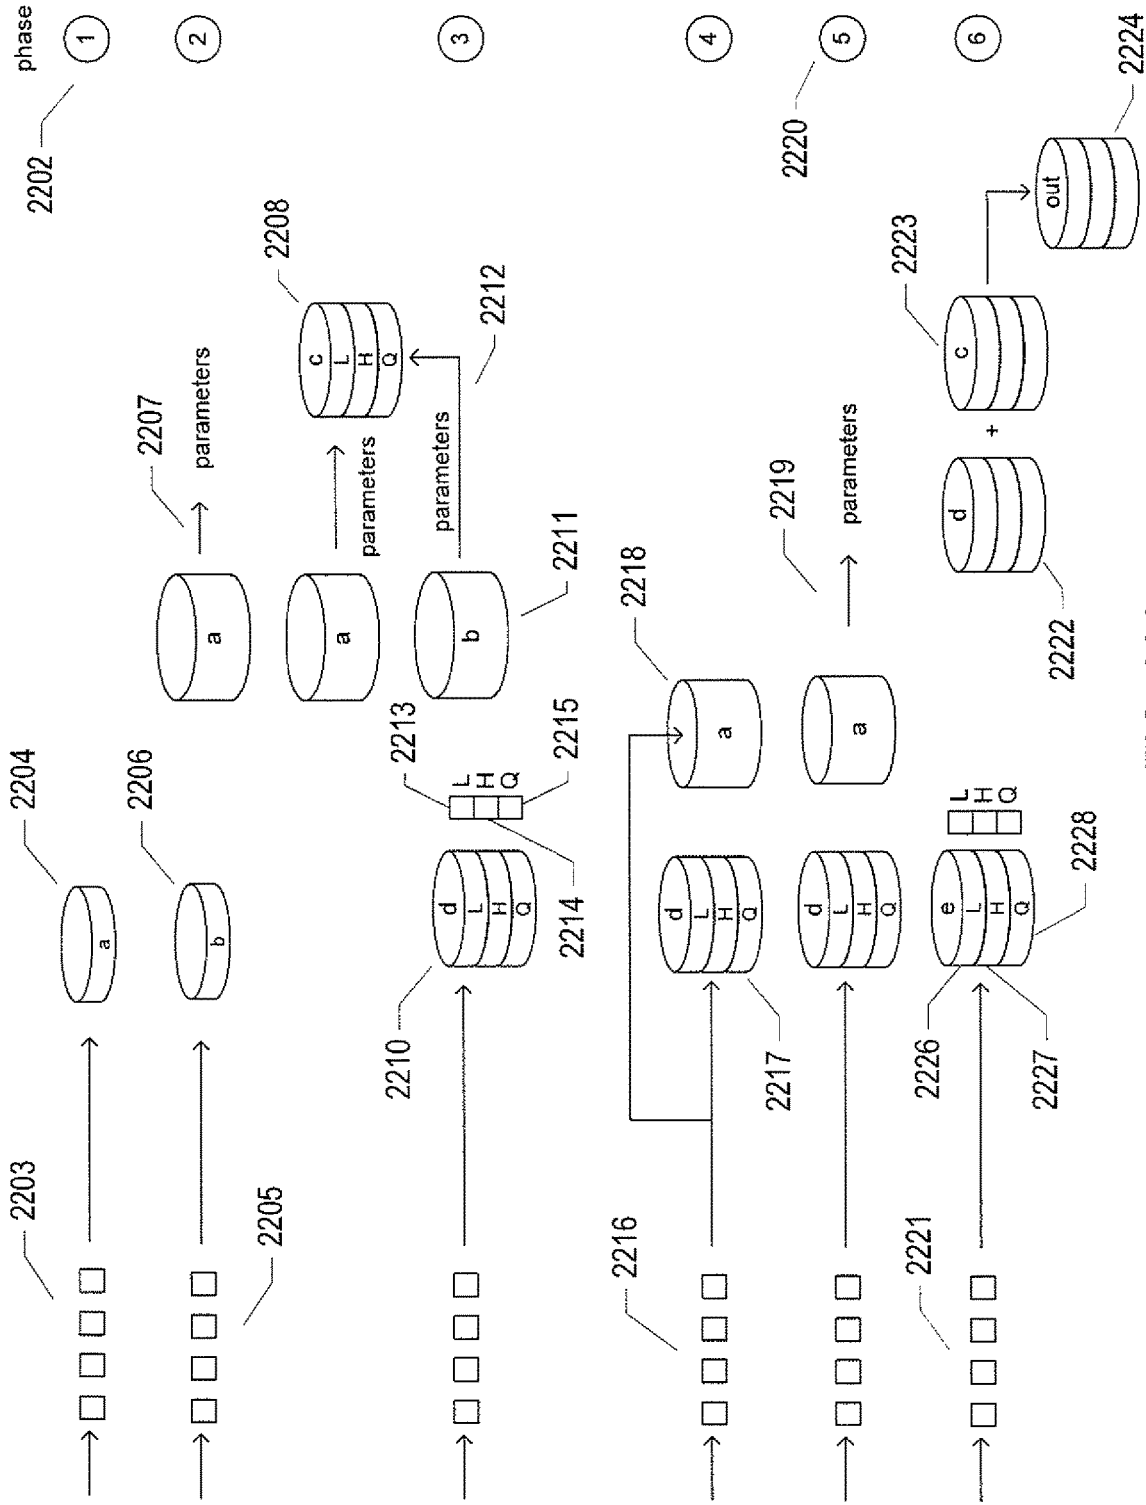 phase
2202
1
2203
2204
a
2
2205
2206
b
2207
a
parameters
2208
a
parameters
c
L
H
Q
3
2210
d
L
H
Q
2213
L
H
Q
2214
2215
b
2211
parameters
2212
4
2216
d
L
H
Q
2217
a
2218
5
d
L
H
Q
a
2219
parameters
2220
6
2221
e
L
H
Q
2226
2227
2228
L
H
Q
d
2222
+
c
2223
out
2224